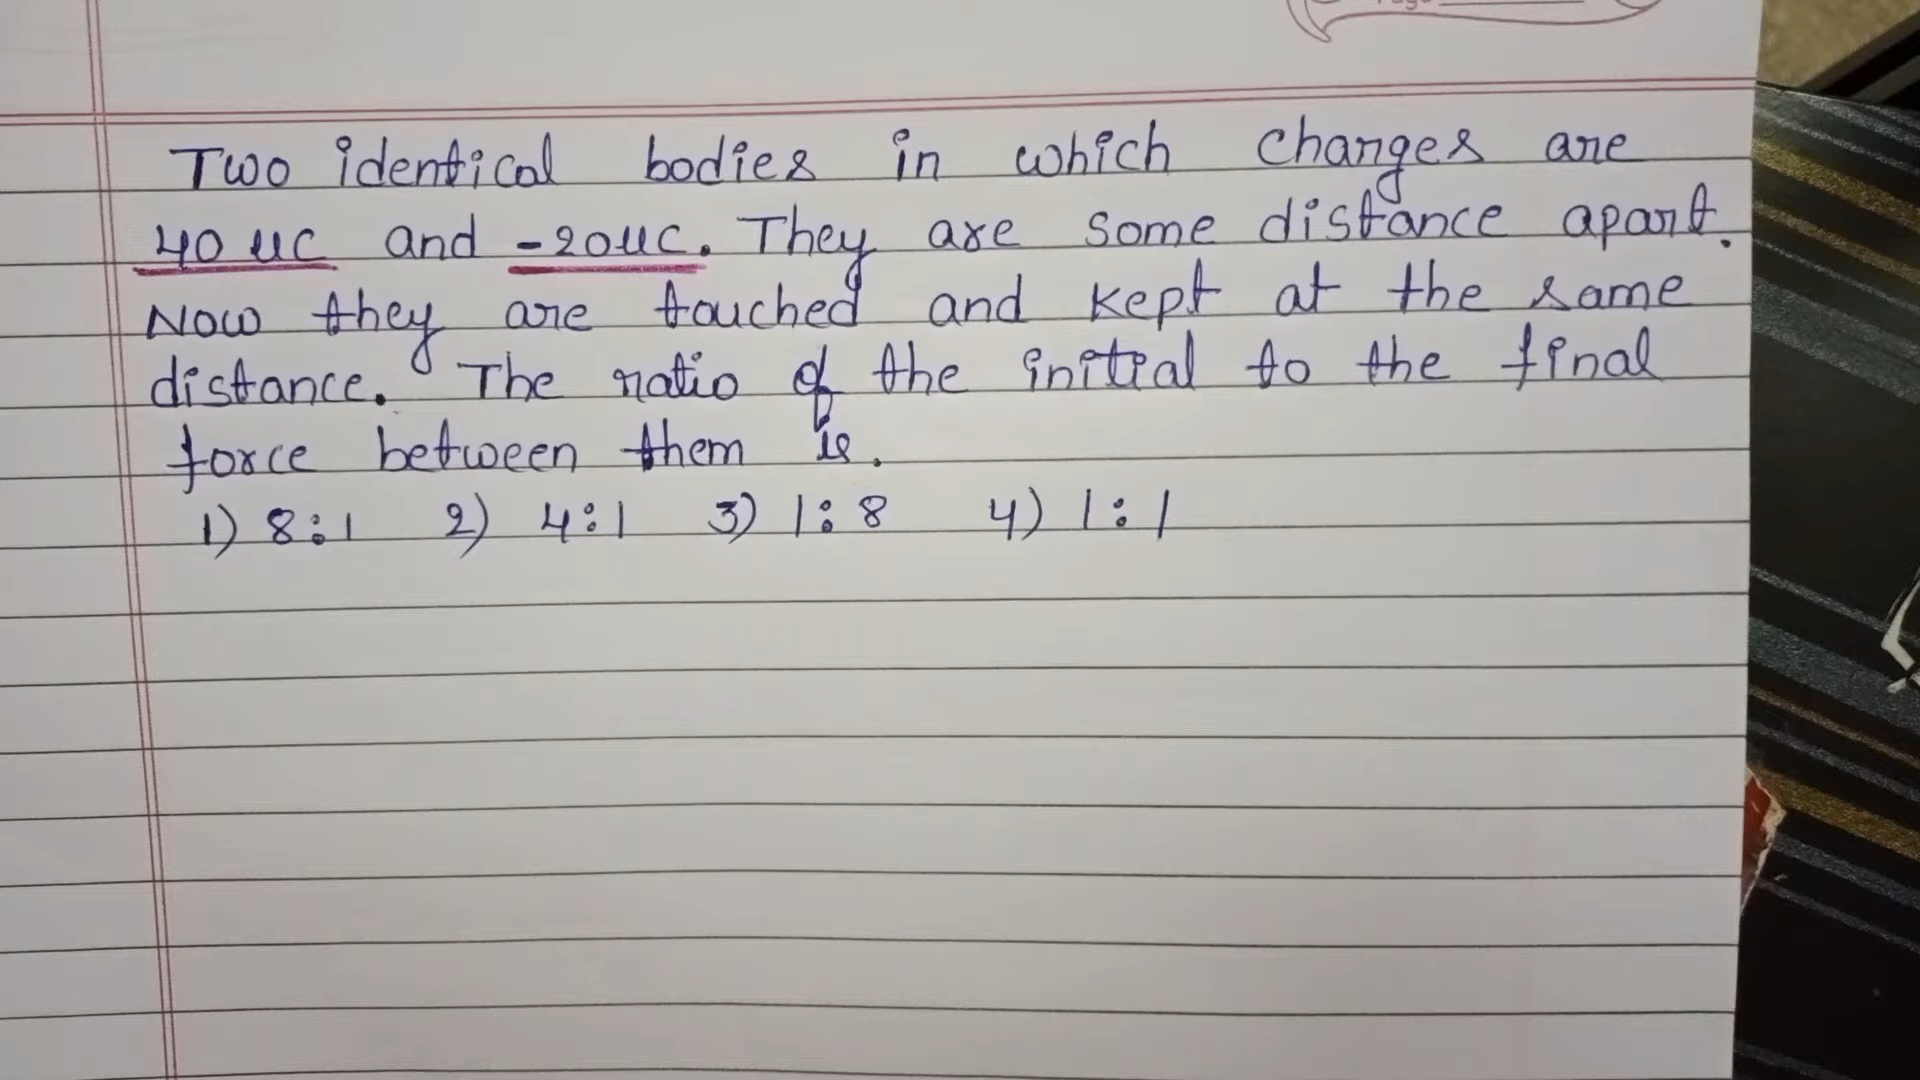 Two identical bodies in which charges are
40 uc and -20uc. They are some distance apart.
Now they are touched and kept at the same
distance. The ratio of the initial to the final
force between them is.
1) 8:1 2) 4:1 3) 1:8 4) 1:1